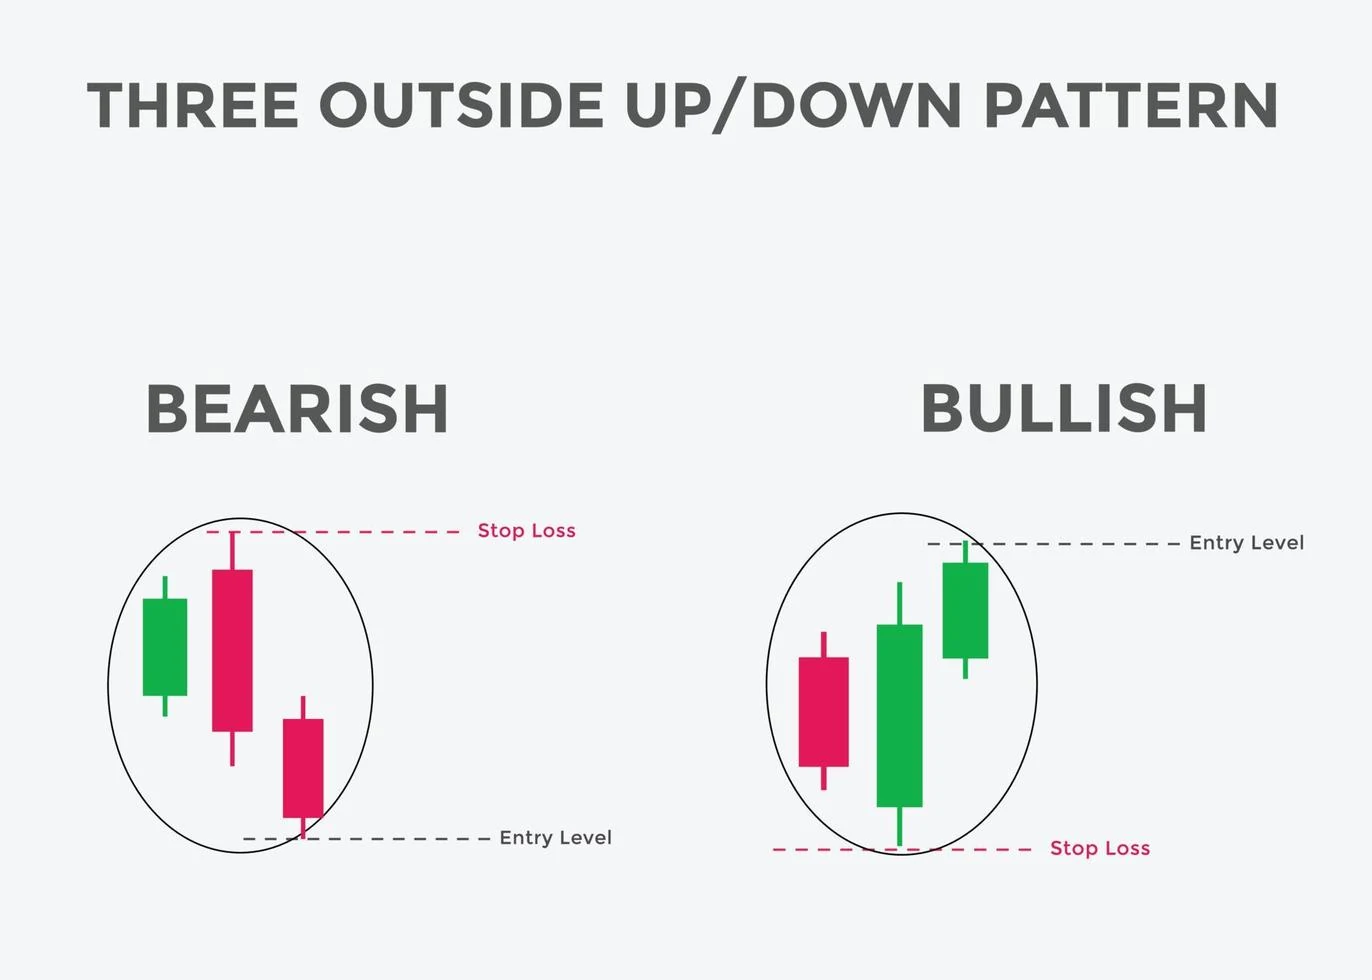 THREE OUTSIDE UP/DOWN PATTERN
BEARISH
BULLISH
Stop Loss
Entry Level
Entry Level
Stop Loss